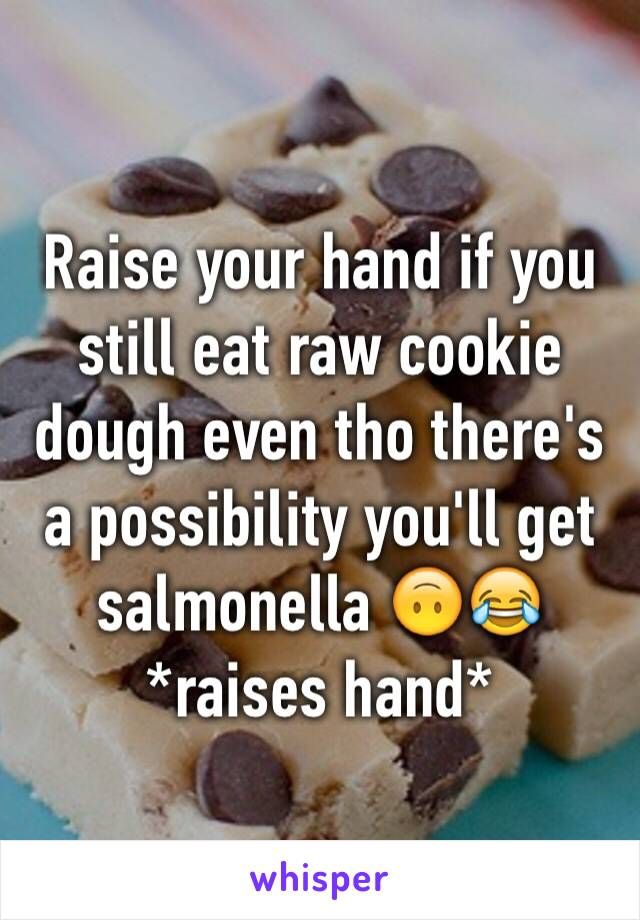 Raise your hand if you
still eat raw cookie
dough even tho there's
a possibility you'll get
salmonella 🙃😂
*raises hand*
whisper